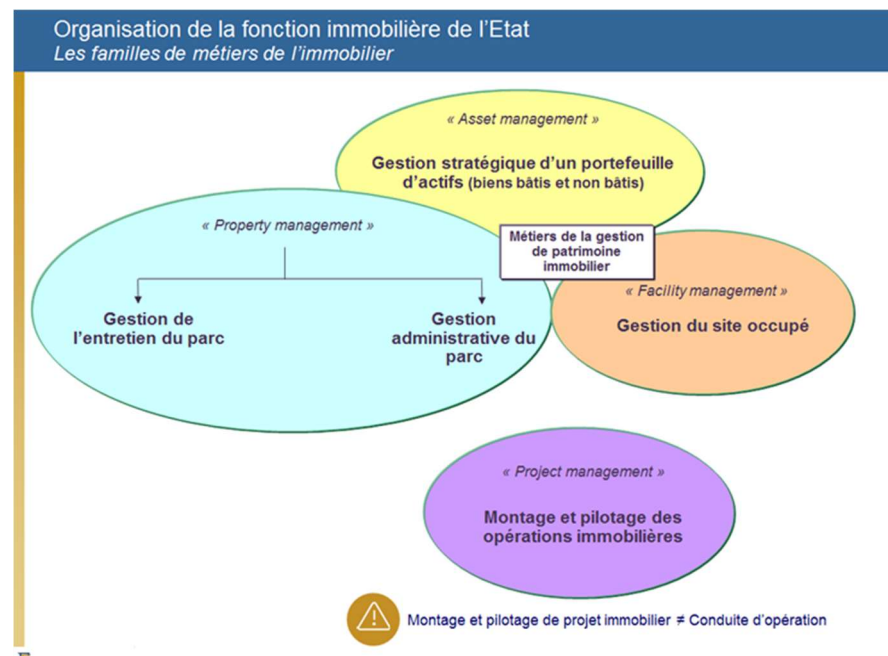 Organisation de la fonction immobilière de l'Etat
Les familles de métiers de l'immobilier
« Asset management »
Gestion stratégique d'un portefeuille
d'actifs (biens bâtis et non bâtis)
« Property management »
Métiers de la gestion
de patrimoine
immobilier
« Facility management »
Gestion du site occupé
Gestion de
l'entretien du parc
Gestion
administrative du
parc
« Project management »
Montage et pilotage des
opérations immobilières
Montage et pilotage de projet immobilier ≠ Conduite d'opération